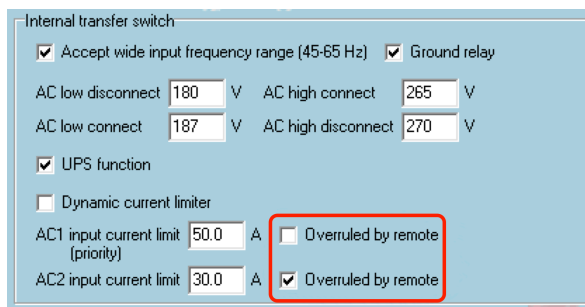 Internal transfer switch
Accept wide input frequency range (45-65 Hz) Ground relay
AC low disconnect 180 V AC high connect 265 V
AC low connect 187 V AC high disconnect 270 V
UPS function
Dynamic current limiter
AC1 input current limit 50.0 A Overruled by remote
(priority)
AC2 input current limit 30.0 A Overruled by remote